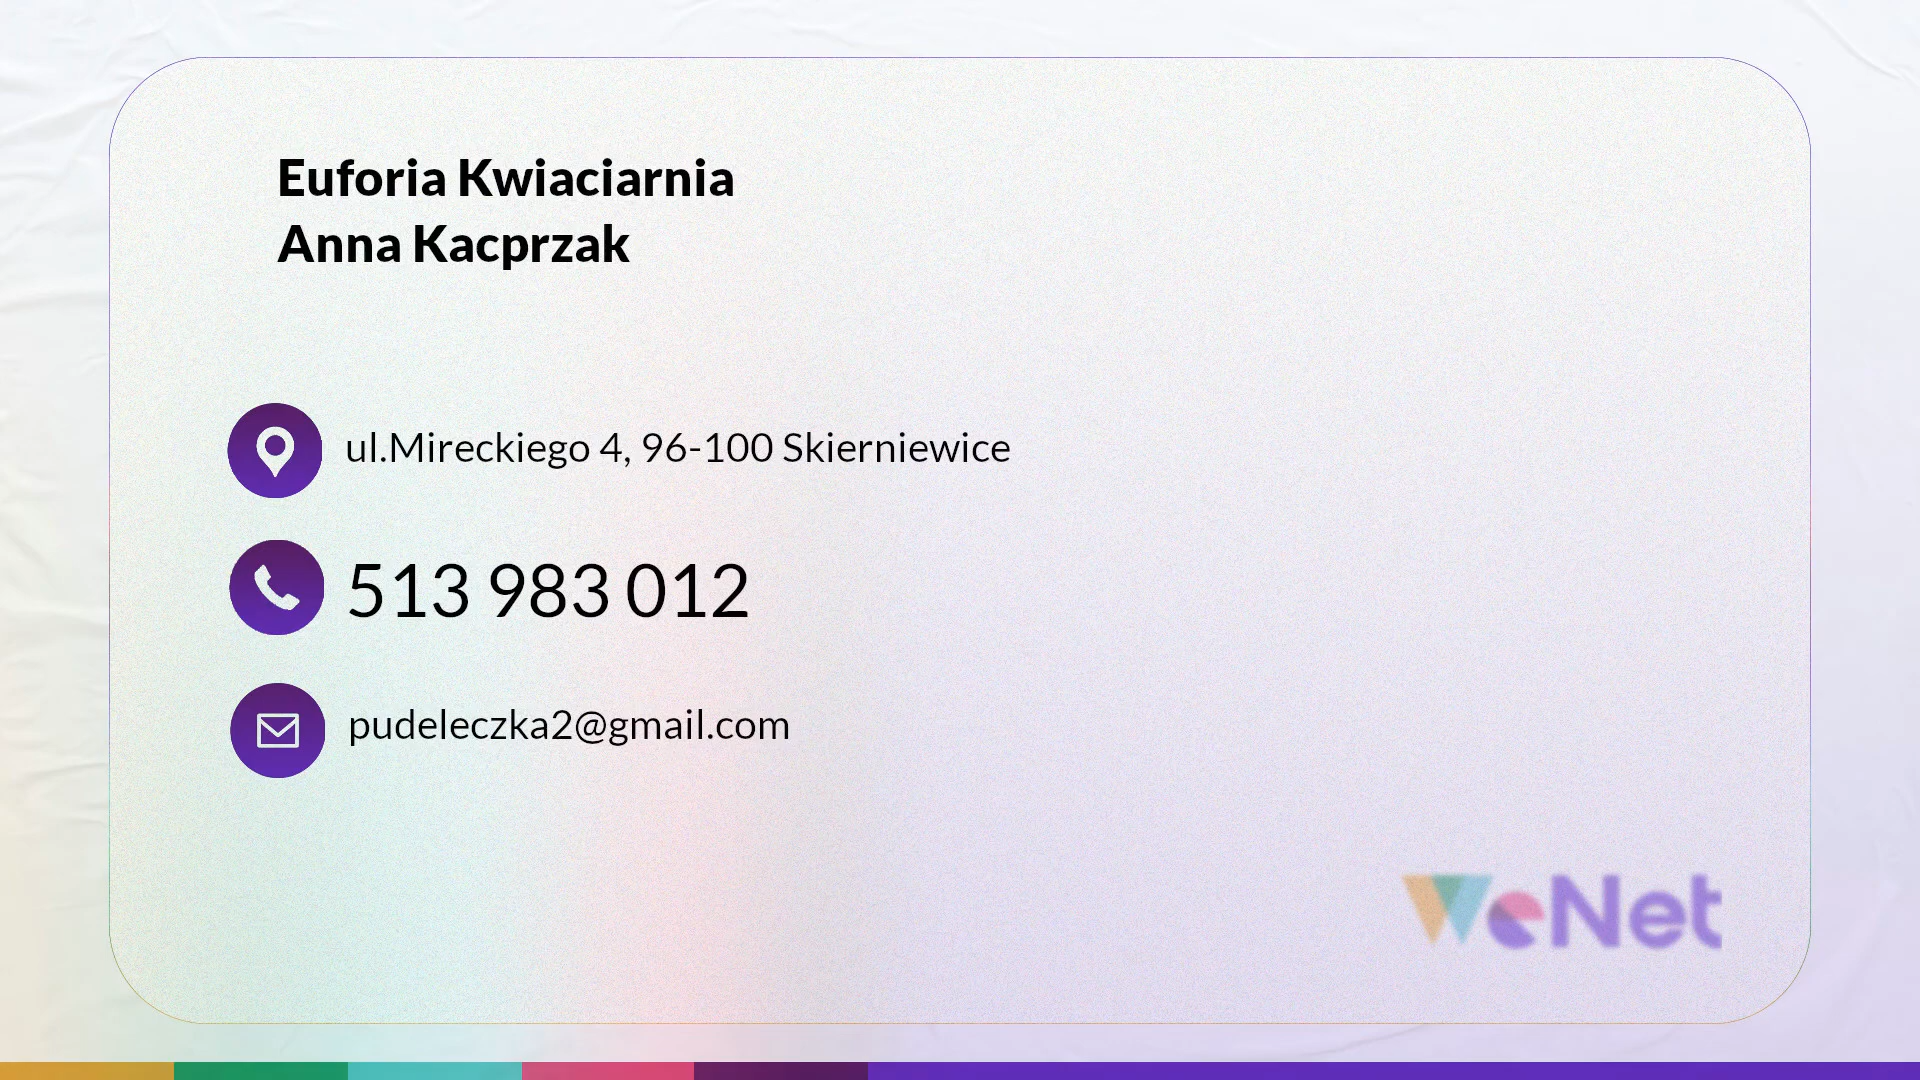 Euforia Kwiaciarnia
Anna Kacprzak
ul.Mireckiego 4, 96-100 Skierniewice
513 983 012
pudeleczka2@gmail.com
WeNet